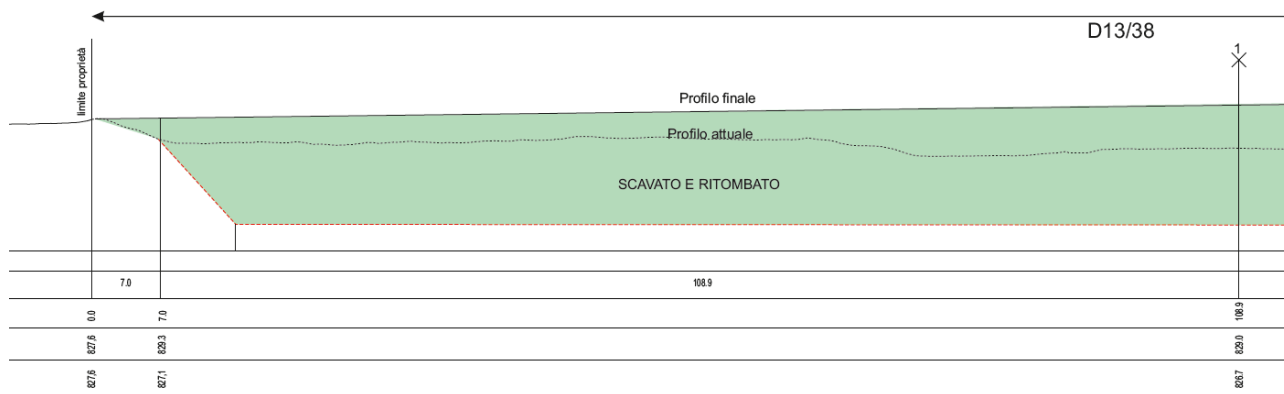 D13/38
1
limite proprietà
Profilo finale
Profilo attuale
SCAVATO E RITOMBATO
7.0 108.9
0.0 7.0 108.9
827,6 829.3 829.0
827,6 827,1 826.7